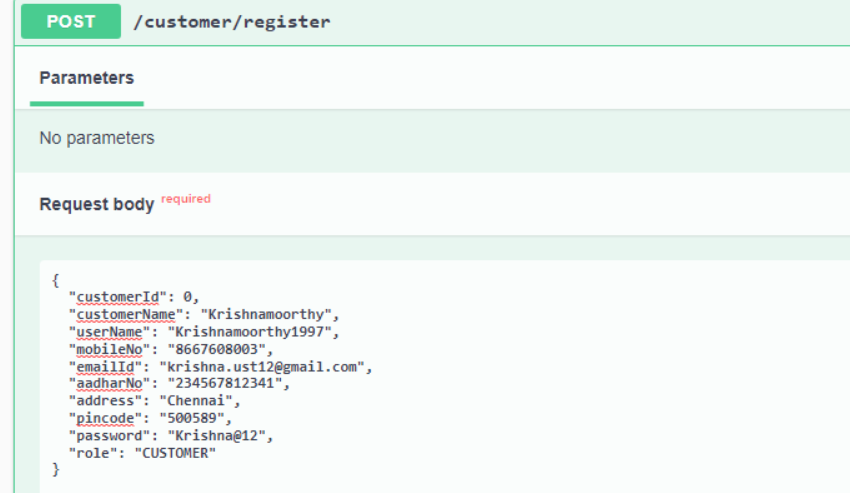 POST /customer/register
Parameters
No parameters
Request body required
{
"customerId": 0,
"customerName": "Krishnamoorthy",
"userName": "Krishnamoorthy1997",
"mobileNo": "8667608003",
"emailId": "krishna.ust12@gmail.com",
"aadharNo": "234567812341",
"address": "Chennai",
"pincode": "500589",
"password": "Krishna@12",
"role": "CUSTOMER"
}